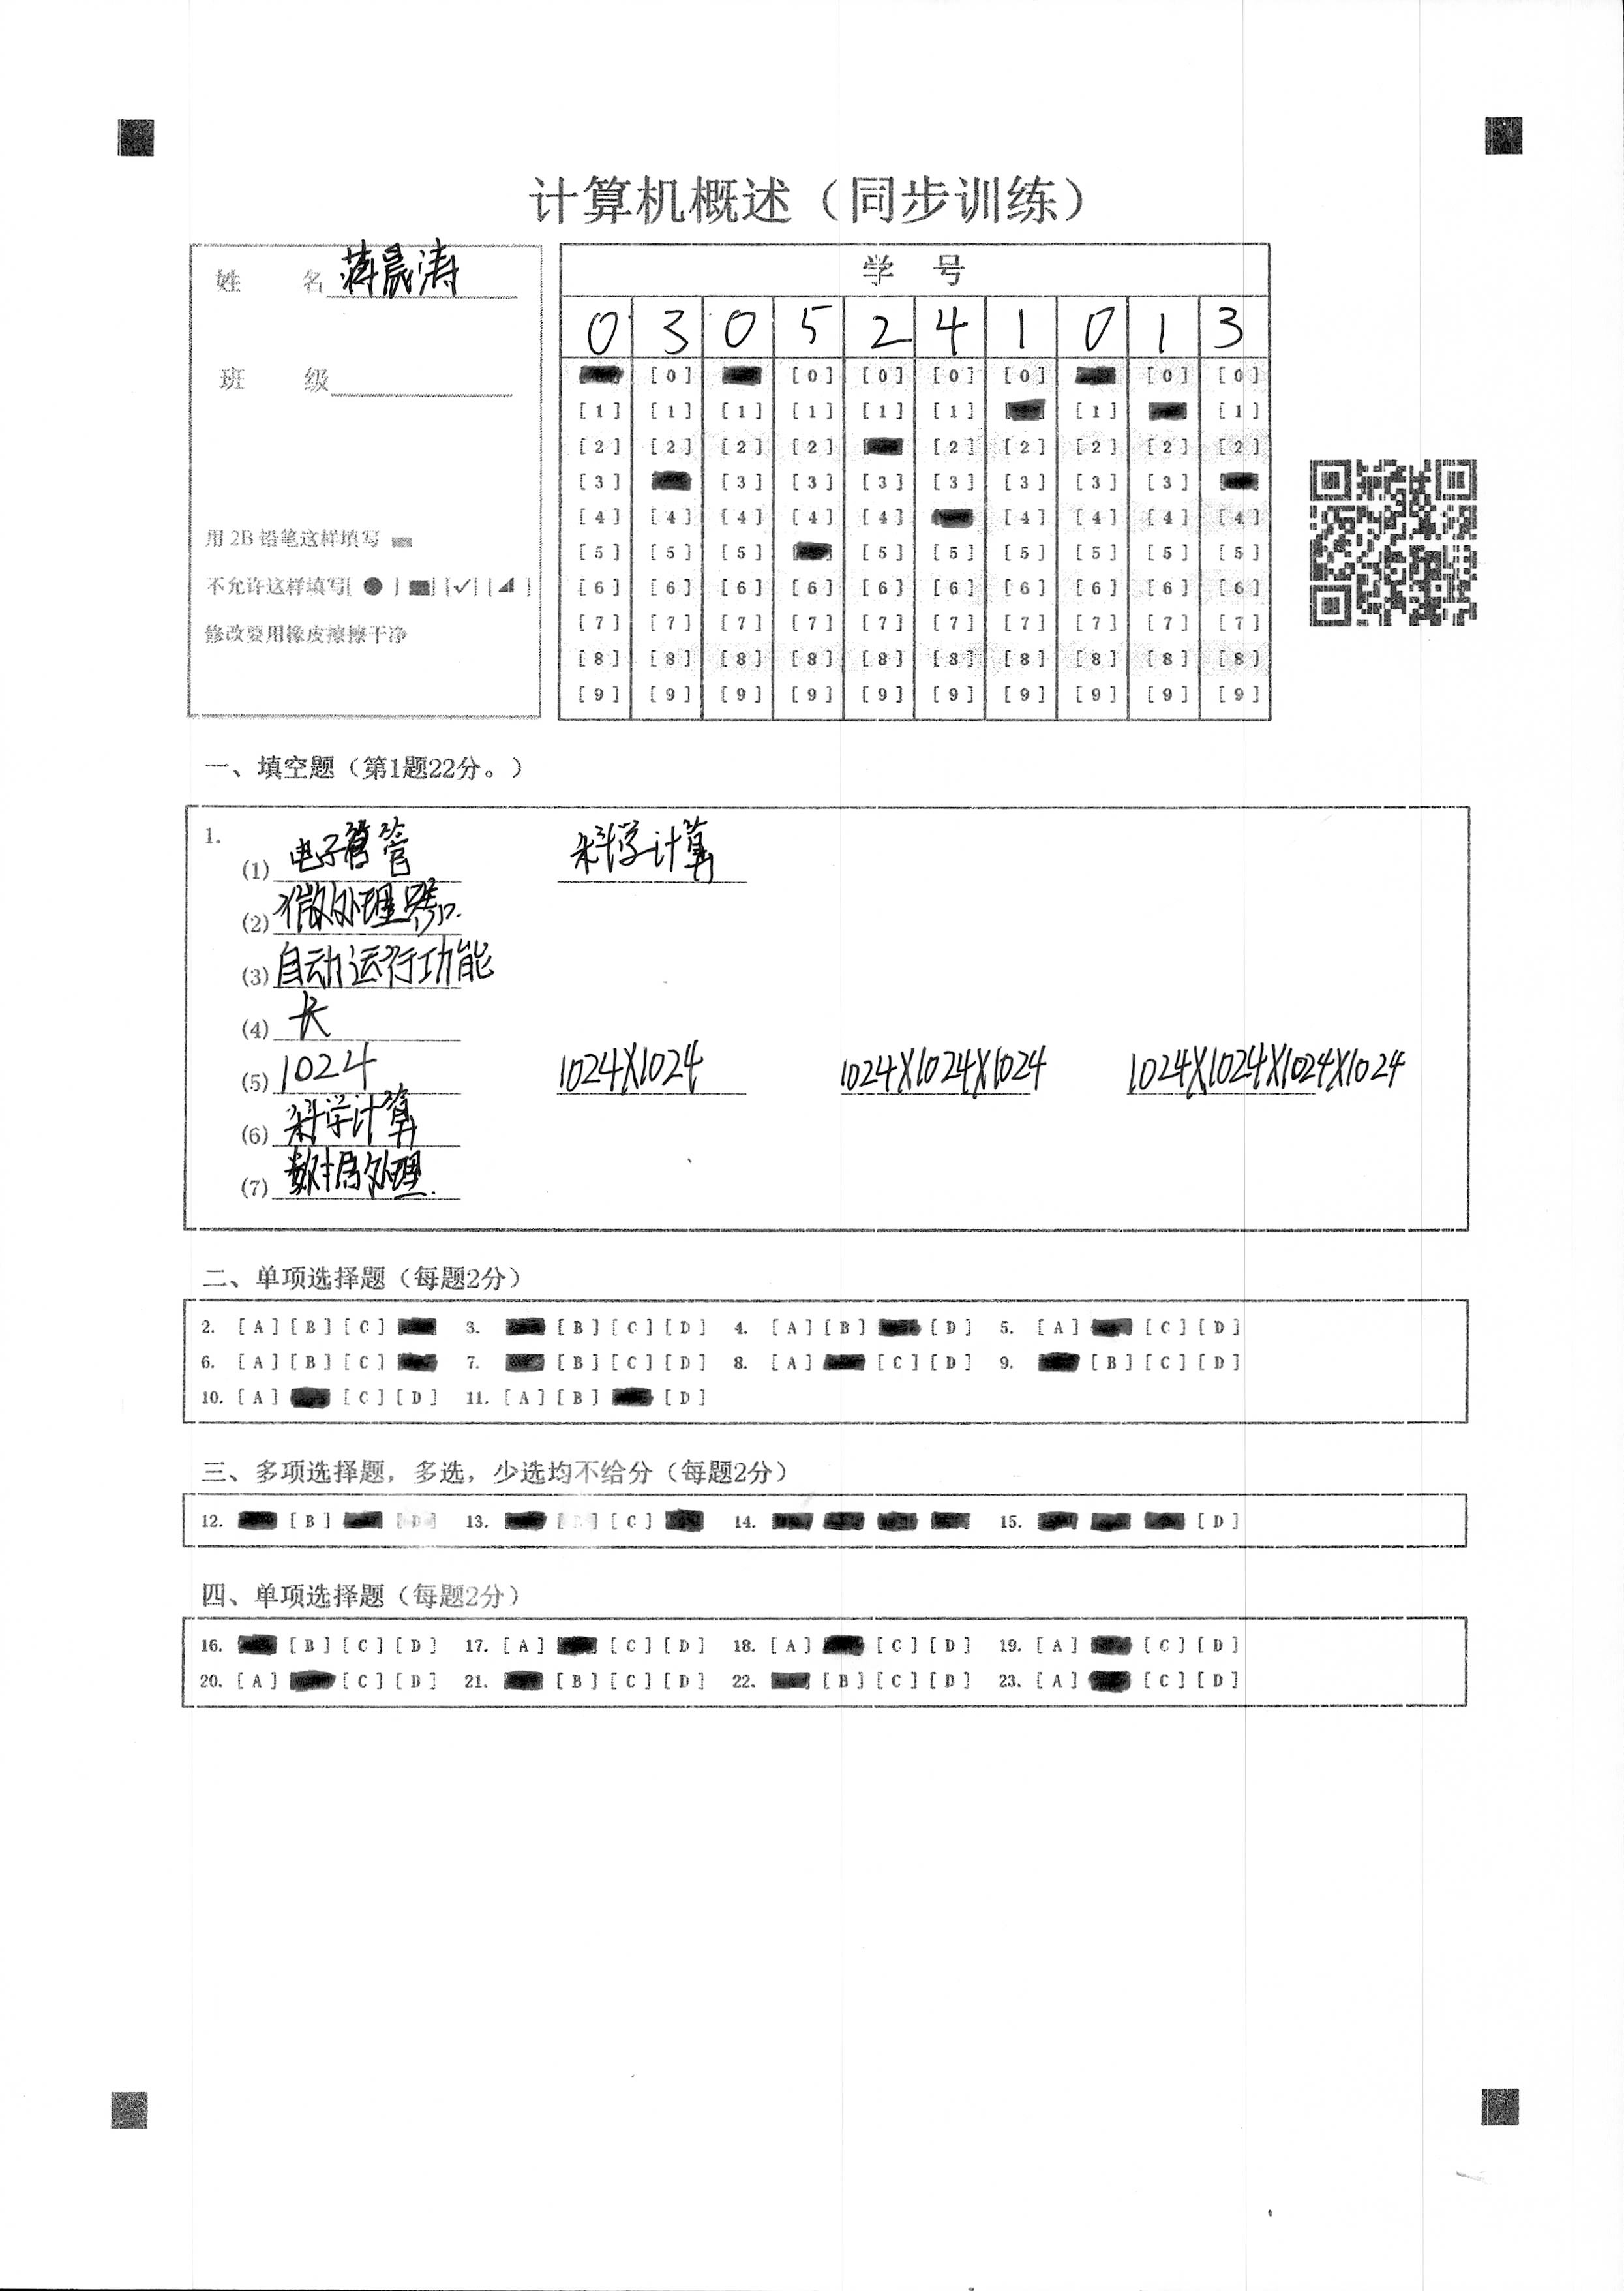 计算机概述（同步训练）
姓 名 蒋晨涛
班 级
用 2B 铅笔这样填写
不允许这样填写[ ● ] [ ] [✓] [ ]
修改要用橡皮擦擦干净
学 号
0 3 0 5 2 4 1 0 1 3
[0] [0] [0] [0] [0] [0] [0]
[1] [1] [1] [1] [1] [1] [1] [1]
[2] [2] [2] [2] [2] [2] [2] [2] [2]
[3] [3] [3] [3] [3] [3] [3] [3]
[4] [4] [4] [4] [4] [4] [4] [4] [4]
[5] [5] [5] [5] [5] [5] [5] [5] [5]
[6] [6] [6] [6] [6] [6] [6] [6] [6] [6]
[7] [7] [7] [7] [7] [7] [7] [7] [7] [7]
[8] [8] [8] [8] [8] [8] [8] [8] [8] [8]
[9] [9] [9] [9] [9] [9] [9] [9] [9] [9]
一、填空题（第1题22分。）
1.
(1) 电子管 科学计算
(2) 微处理器
(3) 自动运行功能
(4) 长
(5) 1024 1024X1024 1024X1024X1024 1024X1024X1024X1024
(6) 科学计算
(7) 数据处理.
二、单项选择题（每题2分）
2. [A] [B] [C] 3. [B] [C] [D] 4. [A] [B] [D] 5. [A] [C] [D]
6. [A] [B] [C] 7. [B] [C] [D] 8. [A] [C] [D] 9. [B] [C] [D]
10. [A] [C] [D] 11. [A] [B] [D]
三、多项选择题，多选，少选均不给分（每题2分）
12. [B] [D] 13. [C] 14. 15. [D]
四、单项选择题（每题2分）
16. [B] [C] [D] 17. [A] [C] [D] 18. [A] [C] [D] 19. [A] [C] [D]
20. [A] [C] [D] 21. [B] [C] [D] 22. [B] [C] [D] 23. [A] [C] [D]